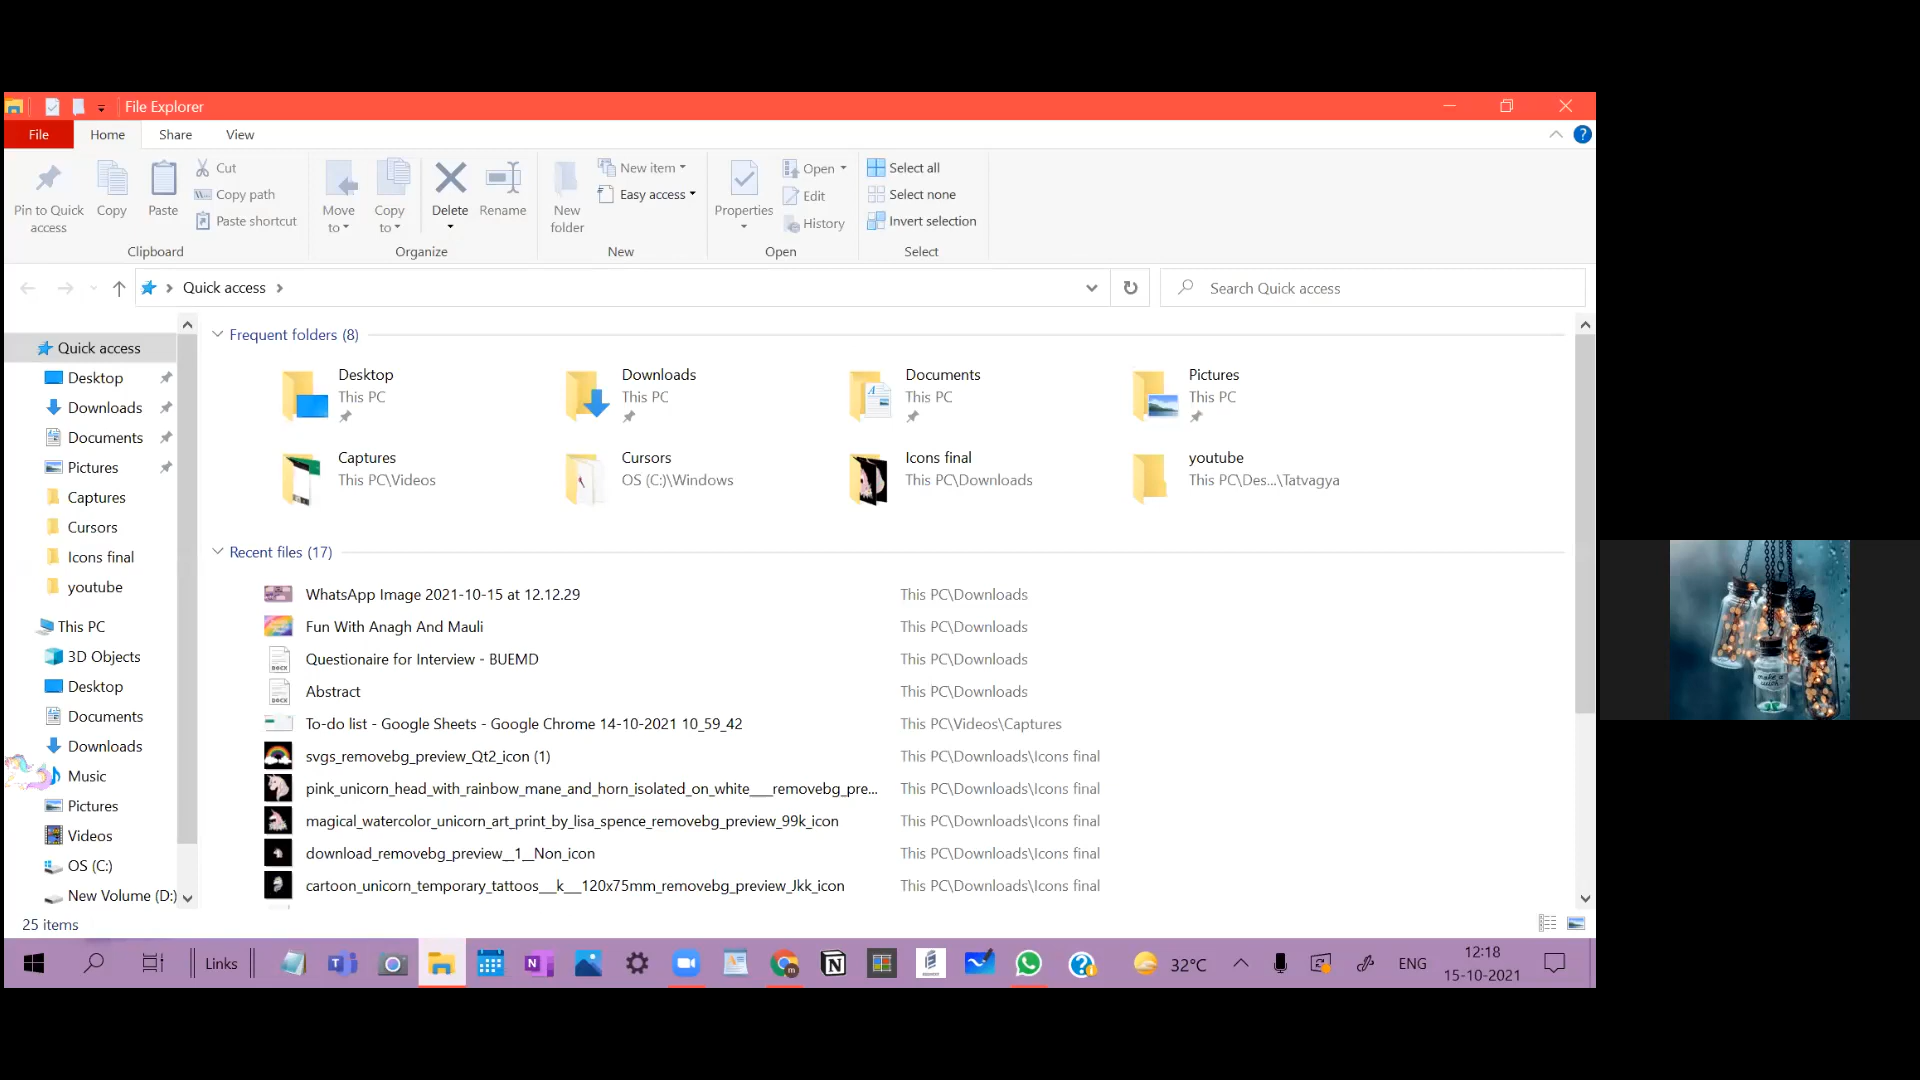 File Explorer
File Home Share View
Pin to Quick access
Copy
Paste
Cut
Copy path
Paste shortcut
Clipboard
Move to
Copy to
Delete
Rename
Organize
New folder
New item
Easy access
New
Properties
Open
Edit
History
Open
Select all
Select none
Invert selection
Select
Quick access
Search Quick access
Quick access
Desktop
Downloads
Documents
Pictures
Captures
Cursors
Icons final
youtube
This PC
3D Objects
Desktop
Documents
Downloads
Music
Pictures
Videos
OS (C:)
New Volume (D:)
Frequent folders (8)
Desktop
This PC
Downloads
This PC
Documents
This PC
Pictures
This PC
Captures
This PC\Videos
Cursors
OS (C:)\Windows
Icons final
This PC\Downloads
youtube
This PC\Des...\Tatvagya
Recent files (17)
WhatsApp Image 2021-10-15 at 12.12.29 This PC\Downloads
Fun With Anagh And Mauli This PC\Downloads
Questionaire for Interview - BUEMD This PC\Downloads
Abstract This PC\Downloads
To-do list - Google Sheets - Google Chrome 14-10-2021 10_59_42 This PC\Videos\Captures
svgs_removebg_preview_Qt2_icon (1) This PC\Downloads\Icons final
pink_unicorn_head_with_rainbow_mane_and_horn_isolated_on_white___removebg_pre... This PC\Downloads\Icons final
magical_watercolor_unicorn_art_print_by_lisa_spence_removebg_preview_99k_icon This PC\Downloads\Icons final
download_removebg_preview__1__Non_icon This PC\Downloads\Icons final
cartoon_unicorn_temporary_tattoos__k__120x75mm_removebg_preview_Jkk_icon This PC\Downloads\Icons final
25 items
Links
32°C
ENG
12:18
15-10-2021